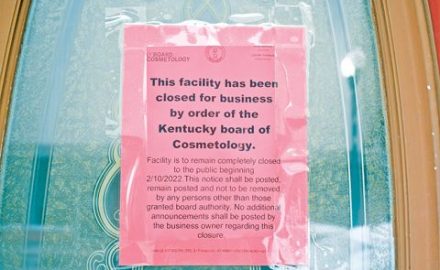 Y BOARD
COSMETOLOGY
This facility has been
closed for business
by order of the
Kentucky board of
Cosmetology.
Facility is to remain completely closed
to the public beginning
2/10/2022.This notice shall be posted,
remain posted and not to be removed
by any persons other than those
granted board authority. No additional
announcements shall be posted by
the business owner regarding this
closure.